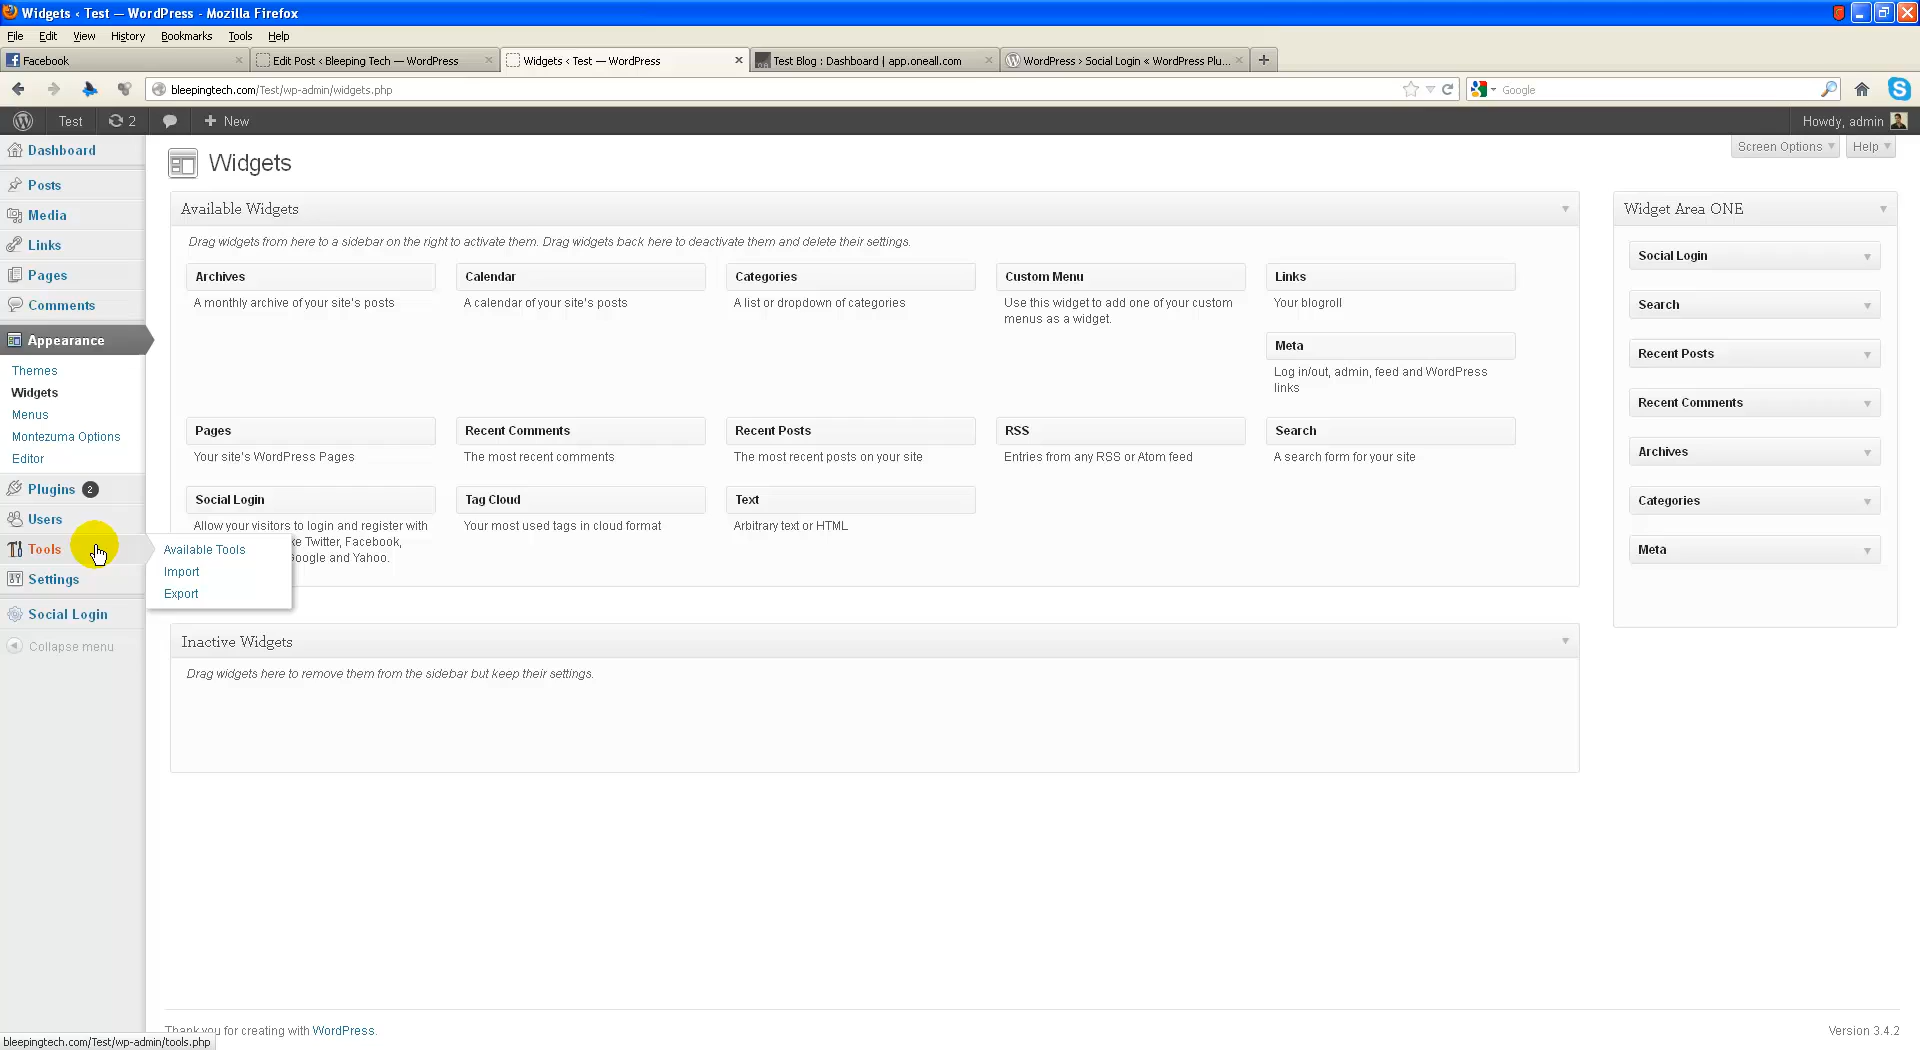 Widgets ‹ Test — WordPress - Mozilla Firefox
File Edit View History Bookmarks Tools Help
Facebook
Edit Post ‹ Bleeping Tech — WordPress
Widgets ‹ Test — WordPress
Test Blog : Dashboard | app.oneall.com
WordPress › Social Login « WordPress Plu...
bleepingtech.com/Test/wp-admin/widgets.php
Google
Test
2
New
Howdy, admin
Dashboard
Posts
Media
Links
Pages
Comments
Appearance
Themes
Widgets
Menus
Montezuma Options
Editor
Plugins 2
Users
Tools
Settings
Social Login
Collapse menu
Available Tools
Import
Export
Screen Options
Help
Widgets
Available Widgets
Drag widgets from here to a sidebar on the right to activate them. Drag widgets back here to deactivate them and delete their settings.
Archives
A monthly archive of your site's posts
Calendar
A calendar of your site's posts
Categories
A list or dropdown of categories
Custom Menu
Use this widget to add one of your custom
menus as a widget.
Links
Your blogroll
Meta
Log in/out, admin, feed and WordPress
links
Pages
Your site's WordPress Pages
Recent Comments
The most recent comments
Recent Posts
The most recent posts on your site
RSS
Entries from any RSS or Atom feed
Search
A search form for your site
Social Login
Allow your visitors to login and register with
ke Twitter, Facebook,
oogle and Yahoo.
Tag Cloud
Your most used tags in cloud format
Text
Arbitrary text or HTML
Inactive Widgets
Drag widgets here to remove them from the sidebar but keep their settings.
Widget Area ONE
Social Login
Search
Recent Posts
Recent Comments
Archives
Categories
Meta
Thank you for creating with WordPress.
Version 3.4.2
bleepingtech.com/Test/wp-admin/tools.php